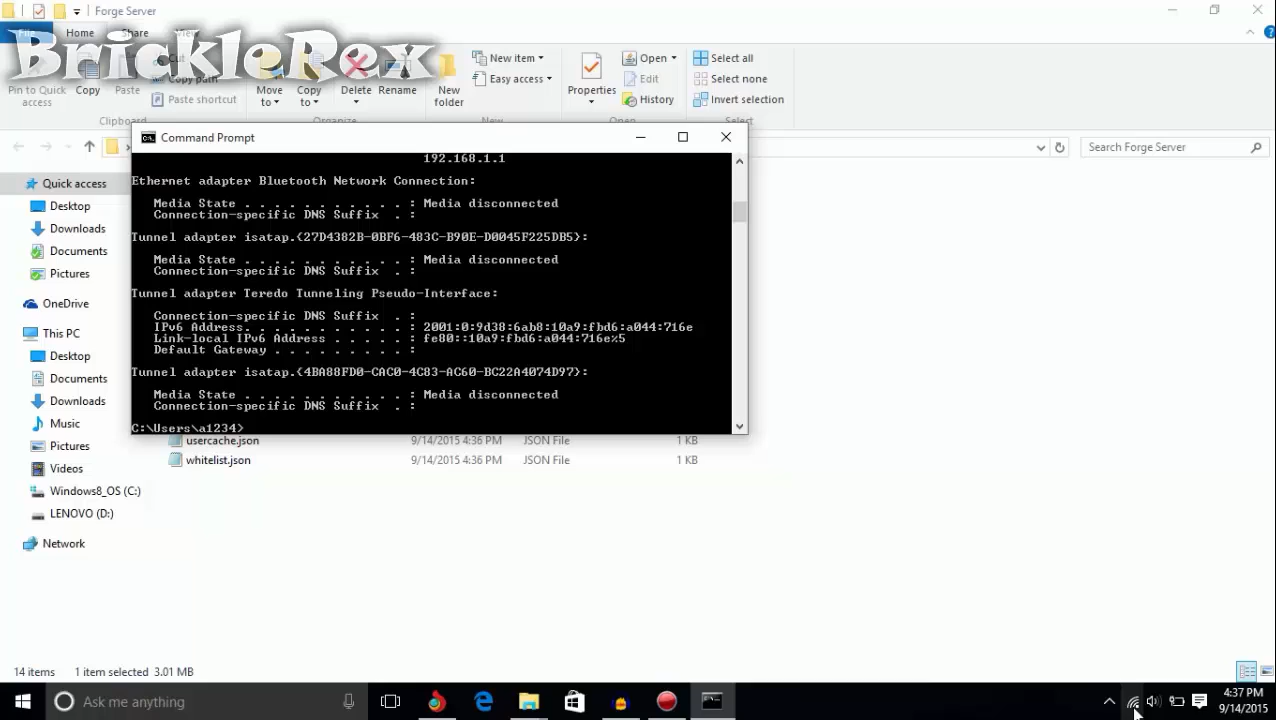 Forge Server
File Home Share View
BrickleRex
Pin to Quick access
Copy
Paste
Cut
Copy path
Paste shortcut
Move to
Copy to
Delete
Rename
New folder
New item
Easy access
Properties
Open
Edit
History
Select all
Select none
Invert selection
Clipboard Organize New Open Select
Search Forge Server
Command Prompt
192.168.1.1
Ethernet adapter Bluetooth Network Connection:
Media State . . . . . . . . . . . : Media disconnected
Connection-specific DNS Suffix  . :
Tunnel adapter isatap.{27D4382B-0BF6-483C-B90E-D0045F225DB5}:
Media State . . . . . . . . . . . : Media disconnected
Connection-specific DNS Suffix  . :
Tunnel adapter Teredo Tunneling Pseudo-Interface:
Connection-specific DNS Suffix  . :
IPv6 Address. . . . . . . . . . . : 2001:0:9d38:6ab8:10a9:fbd6:a044:716e
Link-local IPv6 Address . . . . . : fe80::10a9:fbd6:a044:716e%5
Default Gateway . . . . . . . . . :
Tunnel adapter isatap.{4BA88FD0-CAC0-4C83-AC60-BC22A4074D97}:
Media State . . . . . . . . . . . : Media disconnected
Connection-specific DNS Suffix  . :
C:\Users\a1234>
usercache.json 9/14/2015 4:36 PM JSON File 1 KB
whitelist.json 9/14/2015 4:36 PM JSON File 1 KB
Quick access
Desktop
Downloads
Documents
Pictures
OneDrive
This PC
Desktop
Documents
Downloads
Music
Pictures
Videos
Windows8_OS (C:)
LENOVO (D:)
Network
14 items 1 item selected 3.01 MB
Ask me anything
4:37 PM
9/14/2015